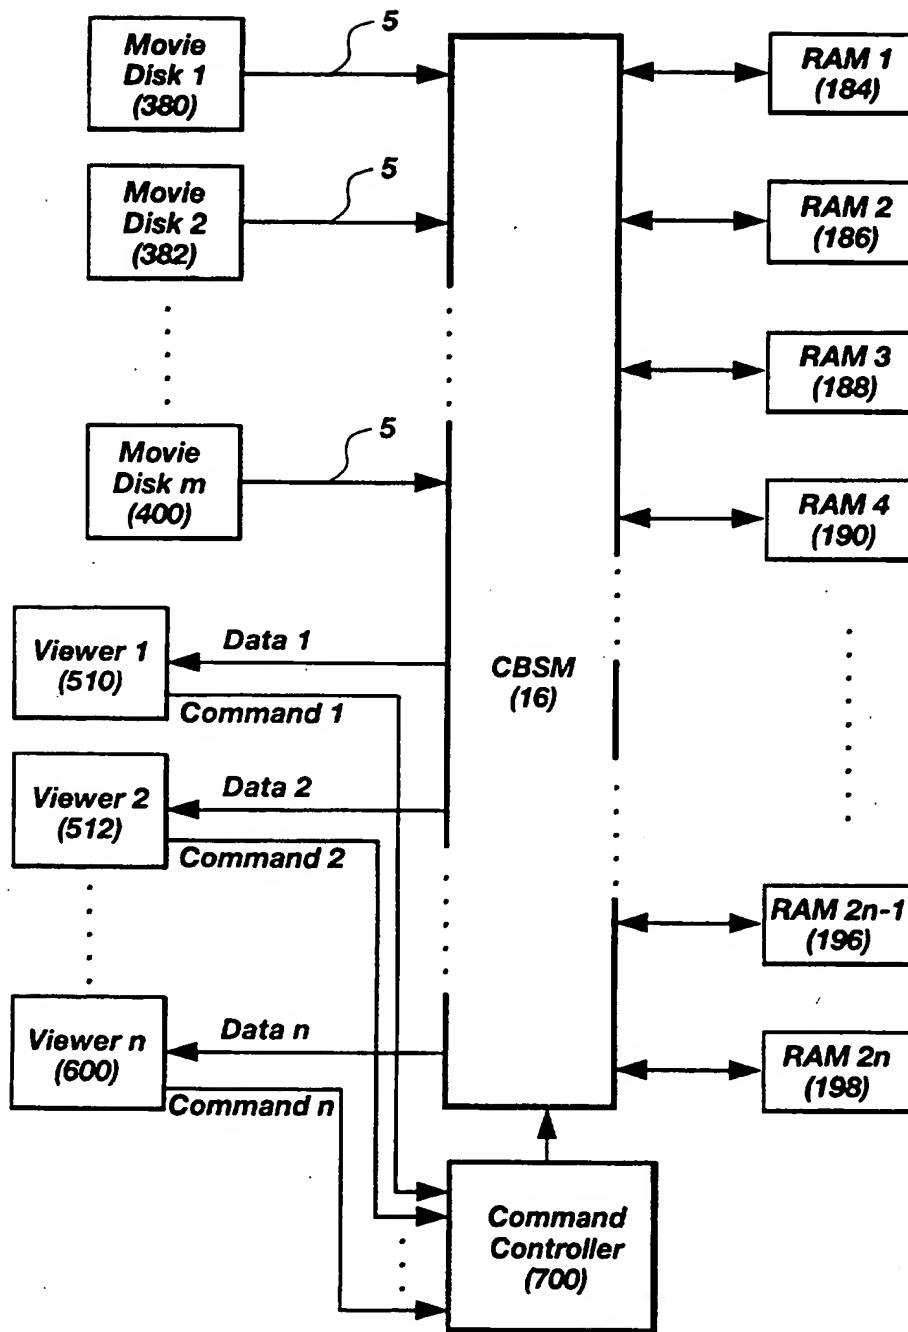 Movie
Disk 1
(380)
5
RAM 1
(184)
Movie
Disk 2
(382)
5
RAM 2
(186)
RAM 3
(188)
Movie
Disk m
(400)
5
RAM 4
(190)
Viewer 1
(510)
Data 1
Command 1
CBSM
(16)
Viewer 2
(512)
Data 2
Command 2
RAM 2n-1
(196)
Viewer n
(600)
Data n
Command n
RAM 2n
(198)
Command
Controller
(700)